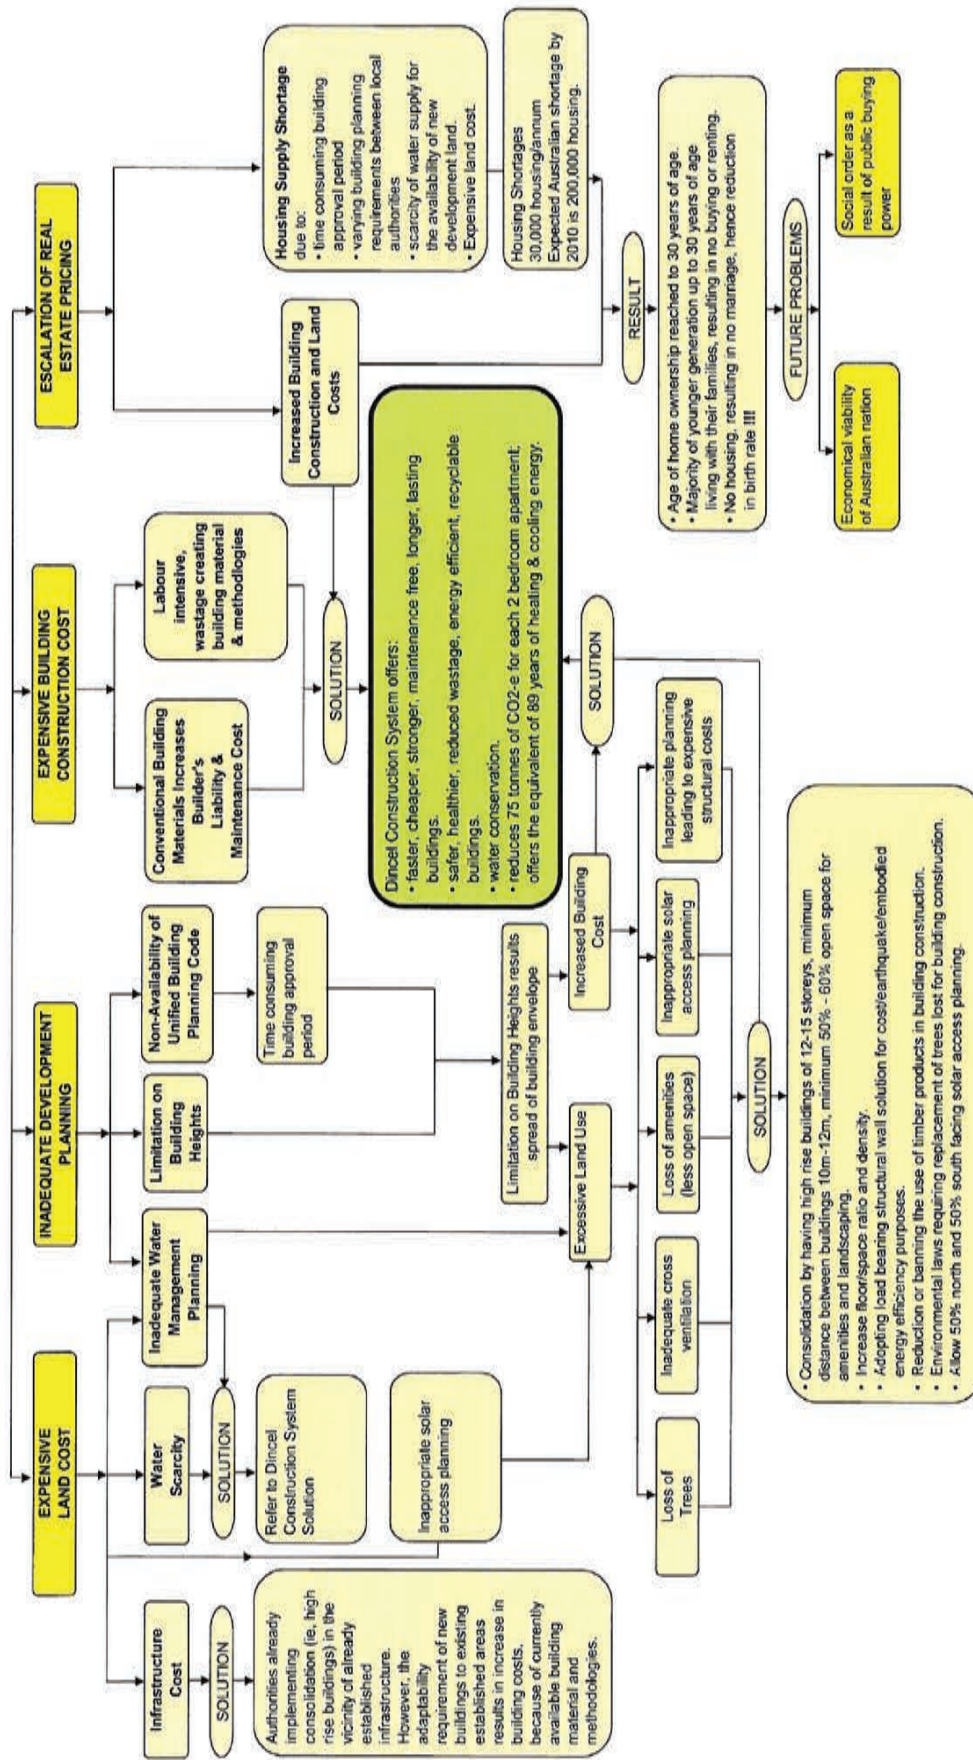 EXPENSIVE
LAND COST
INADEQUATE DEVELOPMENT
PLANNING
EXPENSIVE BUILDING
CONSTRUCTION COST
ESCALATION OF REAL
ESTATE PRICING
Infrastructure
Cost
Water
Scarcity
Inadequate Water
Management
Planning
Limitation on
Building
Heights
Non-Availability of
Unified Building
Planning Code
Conventional Building
Materials Increases
Builder's
Liability &
Maintenance Cost
Labour
intensive,
wastage creating
building material
& methodlogies
Increased Building
Construction and Land
Costs
Housing Supply Shortage
due to:
• time consuming building
approval period
• varying building planning
requirements between local
authorities
• scarcity of water supply for
the availability of new
development land.
• Expensive land cost.
SOLUTION
SOLUTION
Authorities already
implementing
consolidation (ie, high
rise buildings) in the
vicinity of already
established
infrastructure.
However, the
adaptability
requirement of new
buildings to existing
established areas
results in increase in
building costs,
because of currently
available building
material and
methodologies.
Refer to Dincel
Construction System
Solution
Time consuming
building approval
period
SOLUTION
Housing Shortages
30,000 housing/annum
Expected Australian shortage by
2010 is 200,000 housing.
Inappropriate solar
access planning
Dincel Construction System offers:
• faster, cheaper, stronger, maintenance free, longer, lasting
buildings.
• safer, healthier, reduced wastage, energy efficient, recyclable
buildings.
• water conservation.
• reduces 75 tonnes of CO2-e for each 2 bedroom apartment;
offers the equivalent of 89 years of heating & cooling energy.
Limitation on Building Heights results
spread of building envelope
Excessive Land Use
Increased Building
Cost
SOLUTION
RESULT
• Age of home ownership reached to 30 years of age.
• Majority of younger generation up to 30 years of age
living with their families, resulting in no buying or renting.
• No housing, resulting in no marriage, hence reduction
in birth rate !!!
Loss of
Trees
Inadequate cross
ventilation
Loss of amenities
(less open space)
Inappropriate solar
access planning
Inappropriate planning
leading to expensive
structural costs
FUTURE PROBLEMS
SOLUTION
Economical viability
of Australian nation
Social order as a
result of public buying
power
• Consolidation by having high rise buildings of 12-15 storeys, minimum
distance between buildings 10m-12m, minimum 50% - 60% open space for
amenities and landscaping.
• Increase floor/space ratio and density.
• Adopting load bearing structural wall solution for cost/earthquake/embodied
energy efficiency purposes.
• Reduction or banning the use of timber products in building construction.
• Environmental laws requiring replacement of trees lost for building construction.
• Allow 50% north and 50% south facing solar access planning.